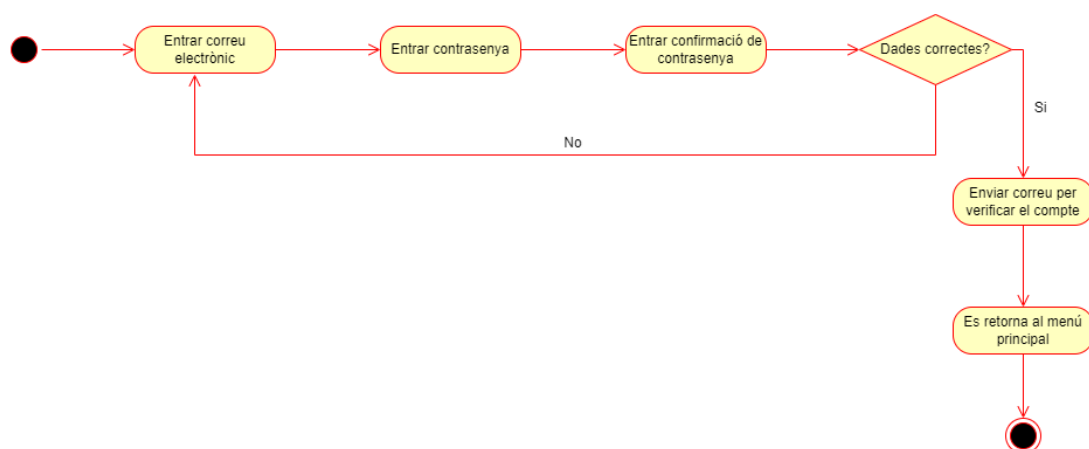 Entrar correu
electrònic
Entrar contrasenya
Entrar confirmació de
contrasenya
Dades correctes?
Si
No
Enviar correu per
verificar el compte
Es retorna al menú
principal